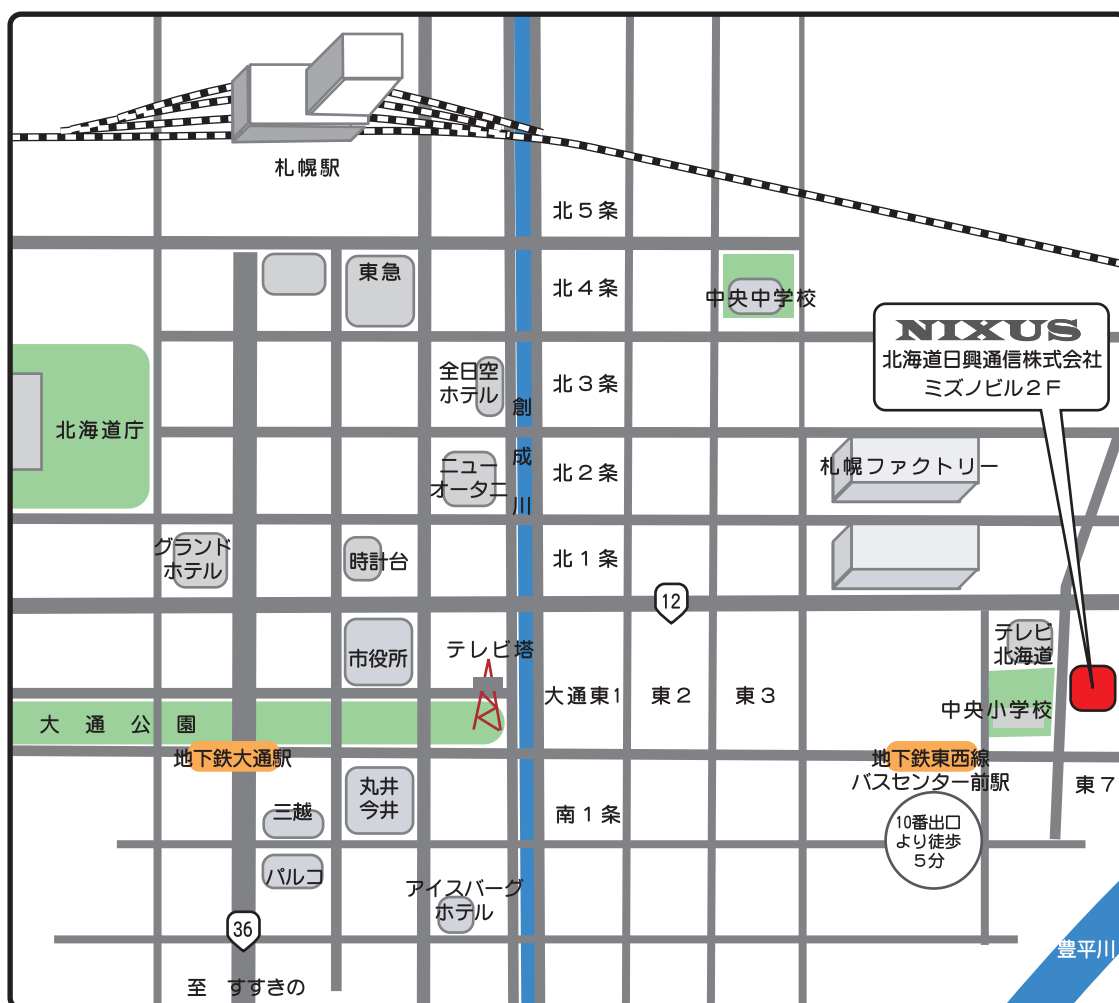 札幌駅
北5条
東急
北4条
中央中学校
NIXUS
北海道日興通信株式会社
ミズノビル2F
全日空
ホテル
北3条
創成川
北海道庁
ニュー
オータニ
北2条
札幌ファクトリー
グランド
ホテル
時計台
北1条
12
市役所
テレビ塔
テレビ
北海道
大通東1
東2
東3
中央小学校
大通公園
地下鉄大通駅
地下鉄東西線
バスセンター前駅
東7
丸井
今井
三越
南1条
10番出口
より徒歩
5分
パルコ
アイスバーグ
ホテル
36
豊平川
至 すすきの